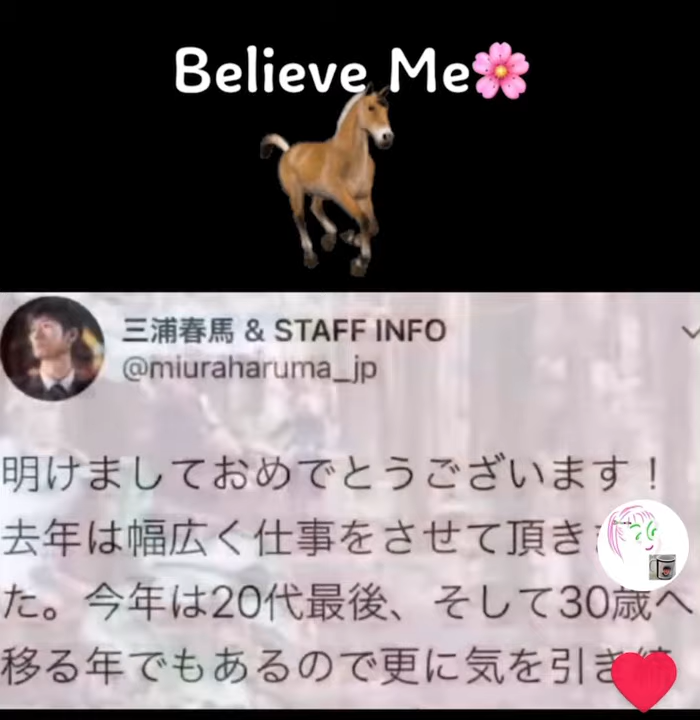 Believe Me🌸
三浦春馬 & STAFF INFO
@miuraharuma_jp
明けましておめでとうございます！
去年は幅広く仕事をさせて頂き
た。今年は20代最後、そして30歳へ
移る年でもあるので更に気を引き